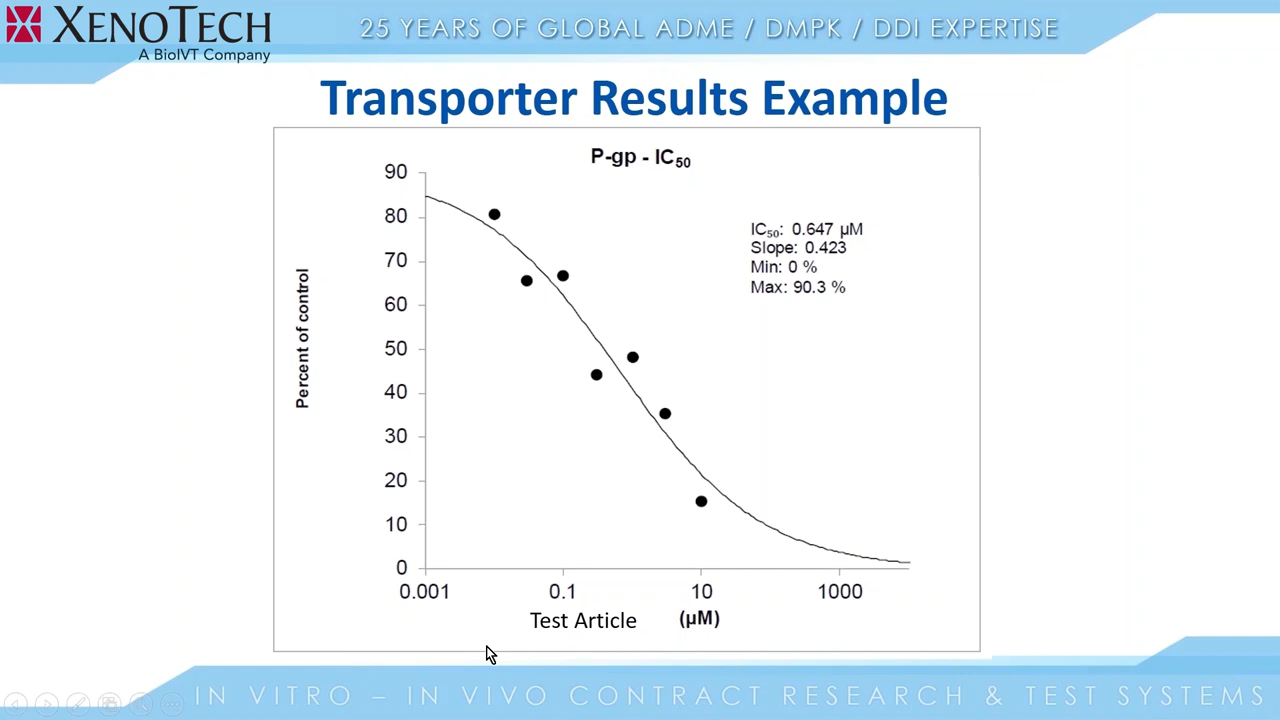 XENOTECH
A BioIVT Company
25 YEARS OF GLOBAL ADME / DMPK / DDI EXPERTISE
Transporter Results Example
P-gp - IC50
90
80
70
60
50
40
30
20
10
0
Percent of control
IC50: 0.647 µM
Slope: 0.423
Min: 0 %
Max: 90.3 %
0.001 0.1 10 1000
Test Article (µM)
IN VITRO – IN VIVO CONTRACT RESEARCH & TEST SYSTEMS